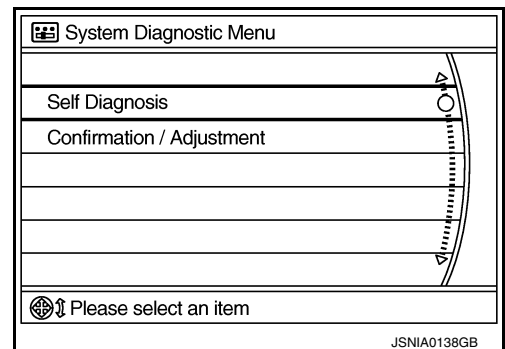 System Diagnostic Menu
Self Diagnosis
Confirmation / Adjustment
Please select an item
JSNIA0138GB